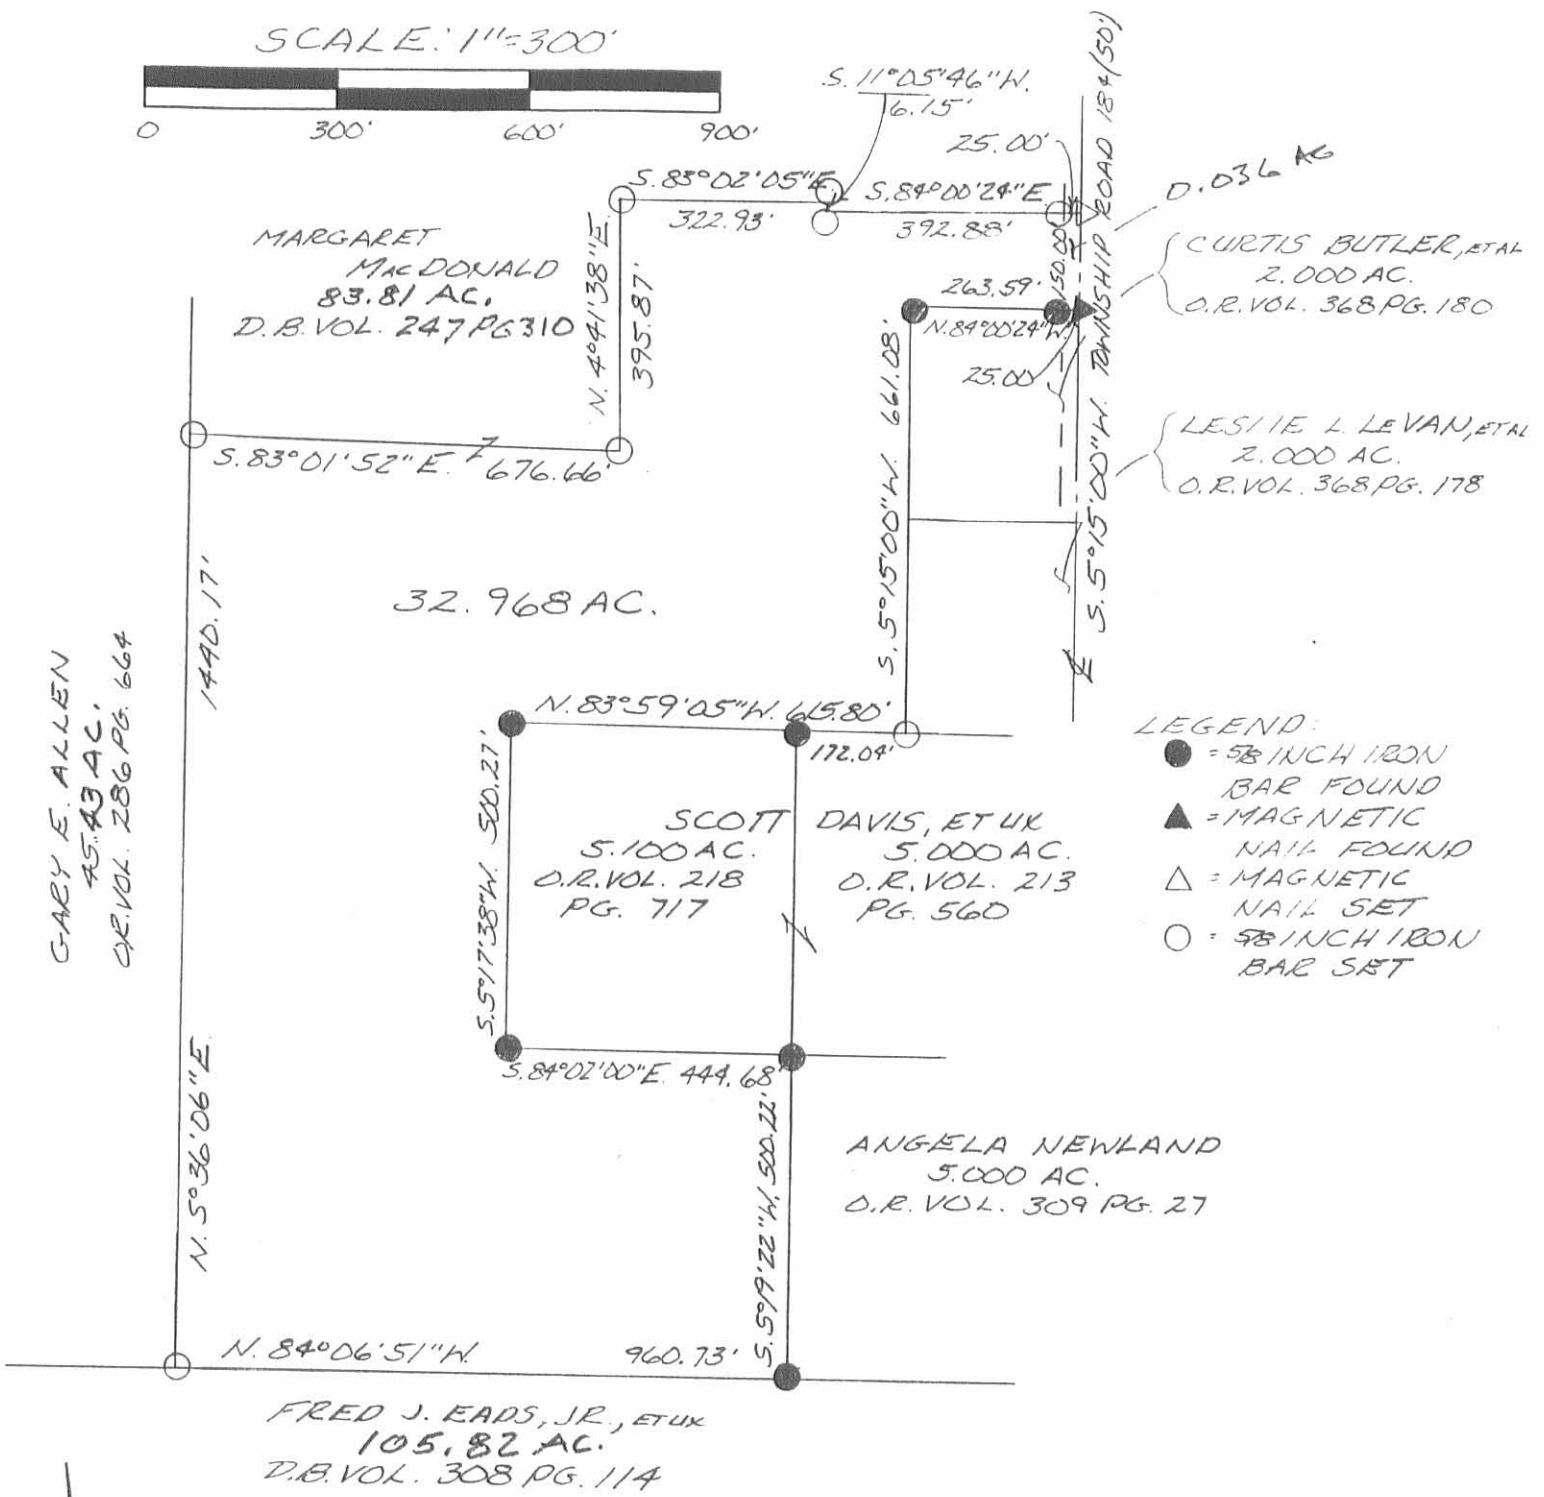 SCALE: 1"=300'
0 300' 600' 900'
S. 11°05'46"W.
6.15'
25.00'
TOWNSHIP ROAD 184(50')
0.036 AC
S. 83°02'05"E.
322.93'
S. 84°00'24"E.
392.88'
150.00'
MARGARET
MACDONALD
83.81 AC.
D.B. VOL. 247 PG 310
N. 4°41'38"E.
395.87'
263.59'
N. 84°00'24"W.
25.00'
CURTIS BUTLER, ET AL
2.000 AC.
O.R. VOL. 368 PG. 180
LESLIE L. LEVAN, ET AL
2.000 AC.
O.R. VOL. 368 PG. 178
S. 5°15'00"W.
S. 83°01'52"E. 676.66'
S. 5°15'00"W. 661.08'
32.968 AC.
1440.17'
N. 5°36'06"E.
GARY E. ALLEN
45.43 AC.
O.R. VOL. 286 PG. 664
N. 83°59'05"W. 615.80'
172.04'
S. 5°17'38"W. 500.27'
SCOTT DAVIS, ET UX
5.100 AC.
O.R. VOL. 218
PG. 717
5.000 AC.
O.R. VOL. 213
PG. 560
LEGEND:
= 5/8 INCH IRON
BAR FOUND
= MAGNETIC
NAIL FOUND
= MAGNETIC
NAIL SET
= 5/8 INCH IRON
BAR SET
S. 84°02'00"E. 444.68'
S. 5°19'22"W. 500.22'
ANGELA NEWLAND
5.000 AC.
O.R. VOL. 309 PG. 27
N. 84°06'51"W. 960.73'
FRED J. EADS, JR., ET UX
105.82 AC.
D.B. VOL. 308 PG. 114